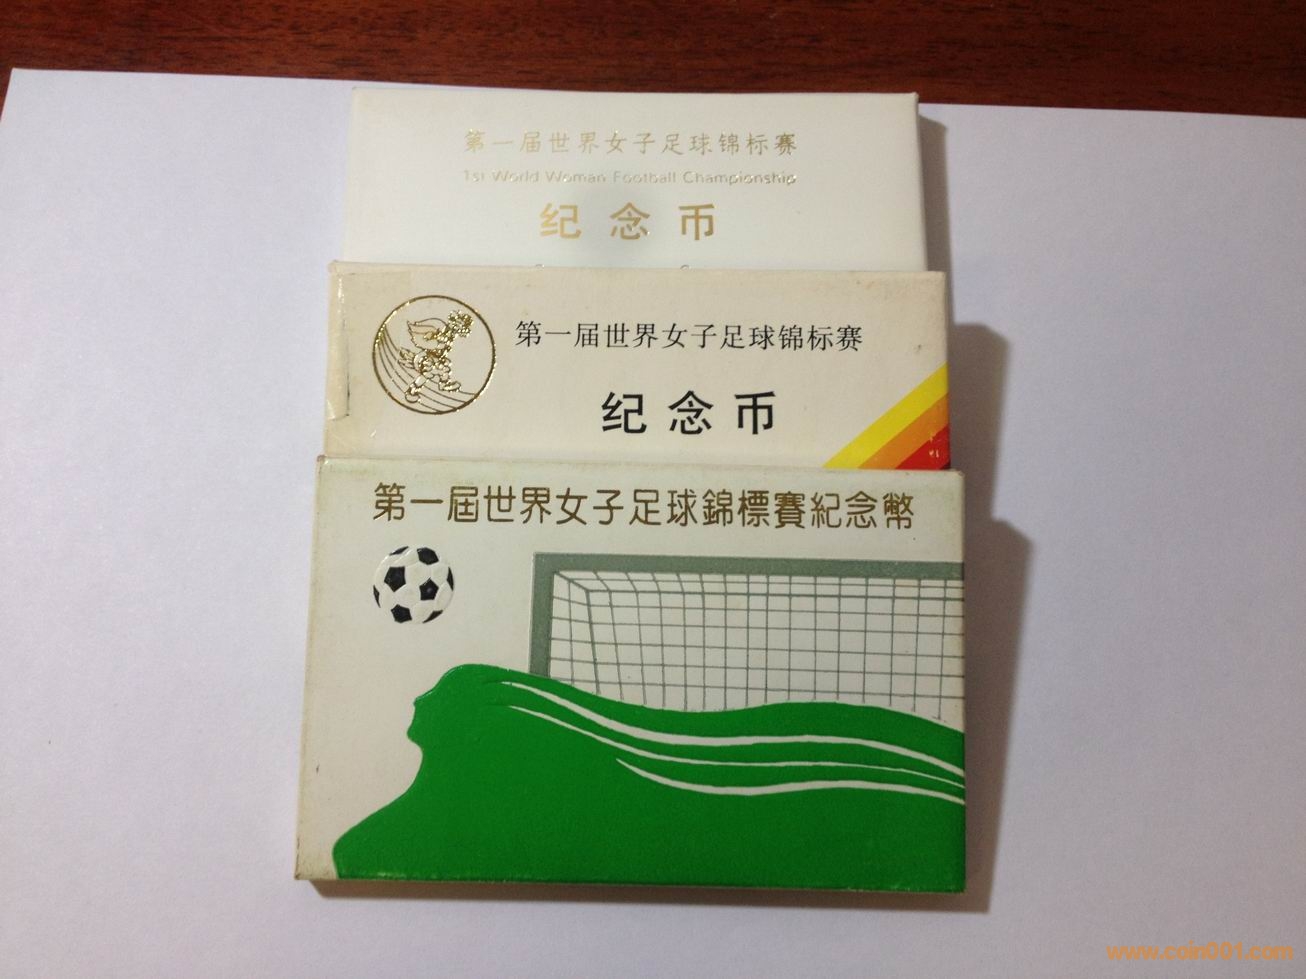 第一届世界女子足球锦标赛
1st World Woman Football Championship
纪念币
第一届世界女子足球锦标赛
纪念币
第一屆世界女子足球錦標賽紀念幣
www.coin001.com